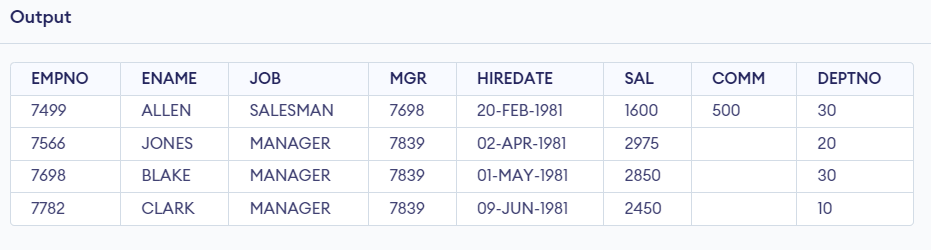 Output
EMPNO ENAME JOB MGR HIREDATE SAL COMM DEPTNO
7499 ALLEN SALESMAN 7698 20-FEB-1981 1600 500 30
7566 JONES MANAGER 7839 02-APR-1981 2975 20
7698 BLAKE MANAGER 7839 01-MAY-1981 2850 30
7782 CLARK MANAGER 7839 09-JUN-1981 2450 10